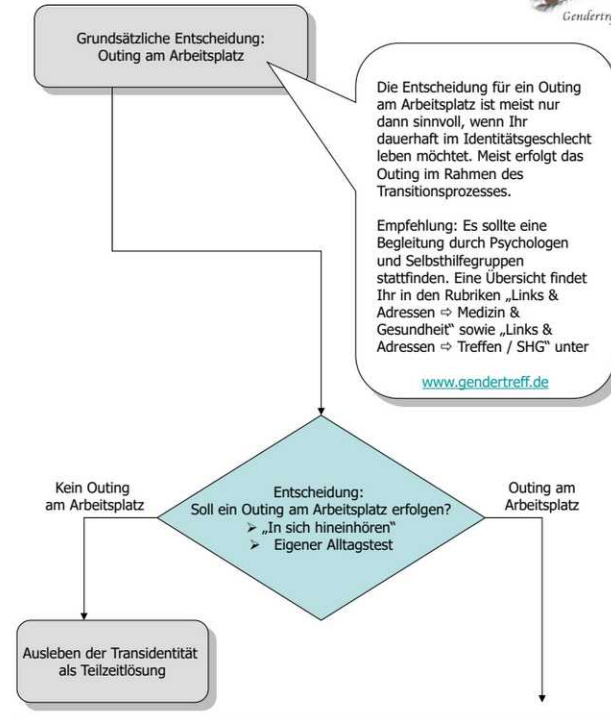 Grundsätzliche Entscheidung:
Outing am Arbeitsplatz
Die Entscheidung für ein Outing
am Arbeitsplatz ist meist nur
dann sinnvoll, wenn Ihr
dauerhaft im Identitätsgeschlecht
leben möchtet. Meist erfolgt das
Outing im Rahmen des
Transitionsprozesses.
Empfehlung: Es sollte eine
Begleitung durch Psychologen
und Selbsthilfegruppen
stattfinden. Eine Übersicht findet
Ihr in den Rubriken „Links &
Adressen ⇨ Medizin &
Gesundheit“ sowie „Links &
Adressen ⇨ Treffen / SHG“ unter
www.gendertreff.de
Kein Outing
am Arbeitsplatz
Entscheidung:
Soll ein Outing am Arbeitsplatz erfolgen?
➢ „In sich hineinhören“
➢ Eigener Alltagstest
Outing am
Arbeitsplatz
Ausleben der Transidentität
als Teilzeitlösung